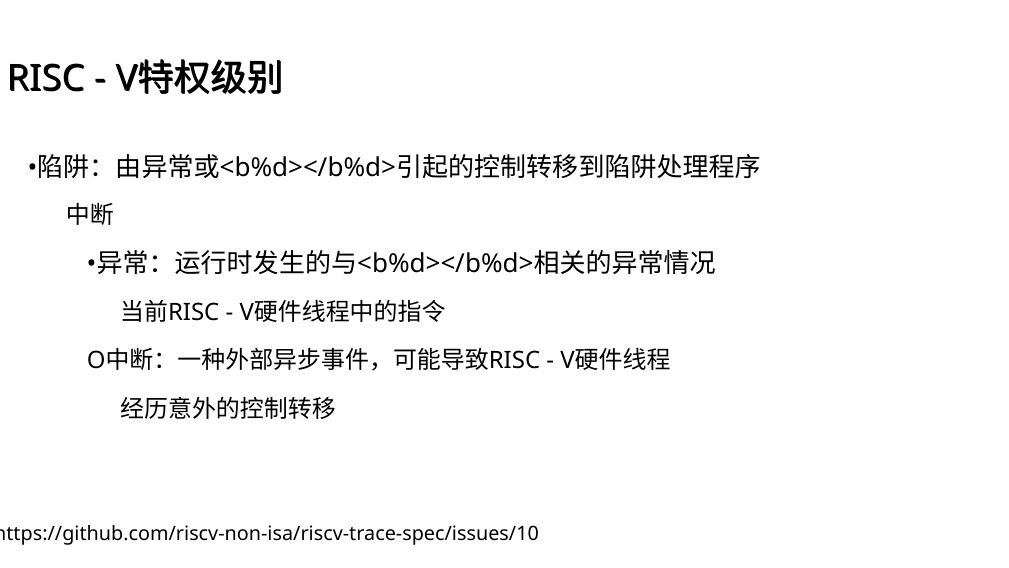 RISC - V特权级别
•陷阱：由异常或<b%d></b%d>引起的控制转移到陷阱处理程序
中断
•异常：运行时发生的与<b%d></b%d>相关的异常情况
当前RISC - V硬件线程中的指令
O中断：一种外部异步事件，可能导致RISC - V硬件线程
经历意外的控制转移
https://github.com/riscv-non-isa/riscv-trace-spec/issues/10